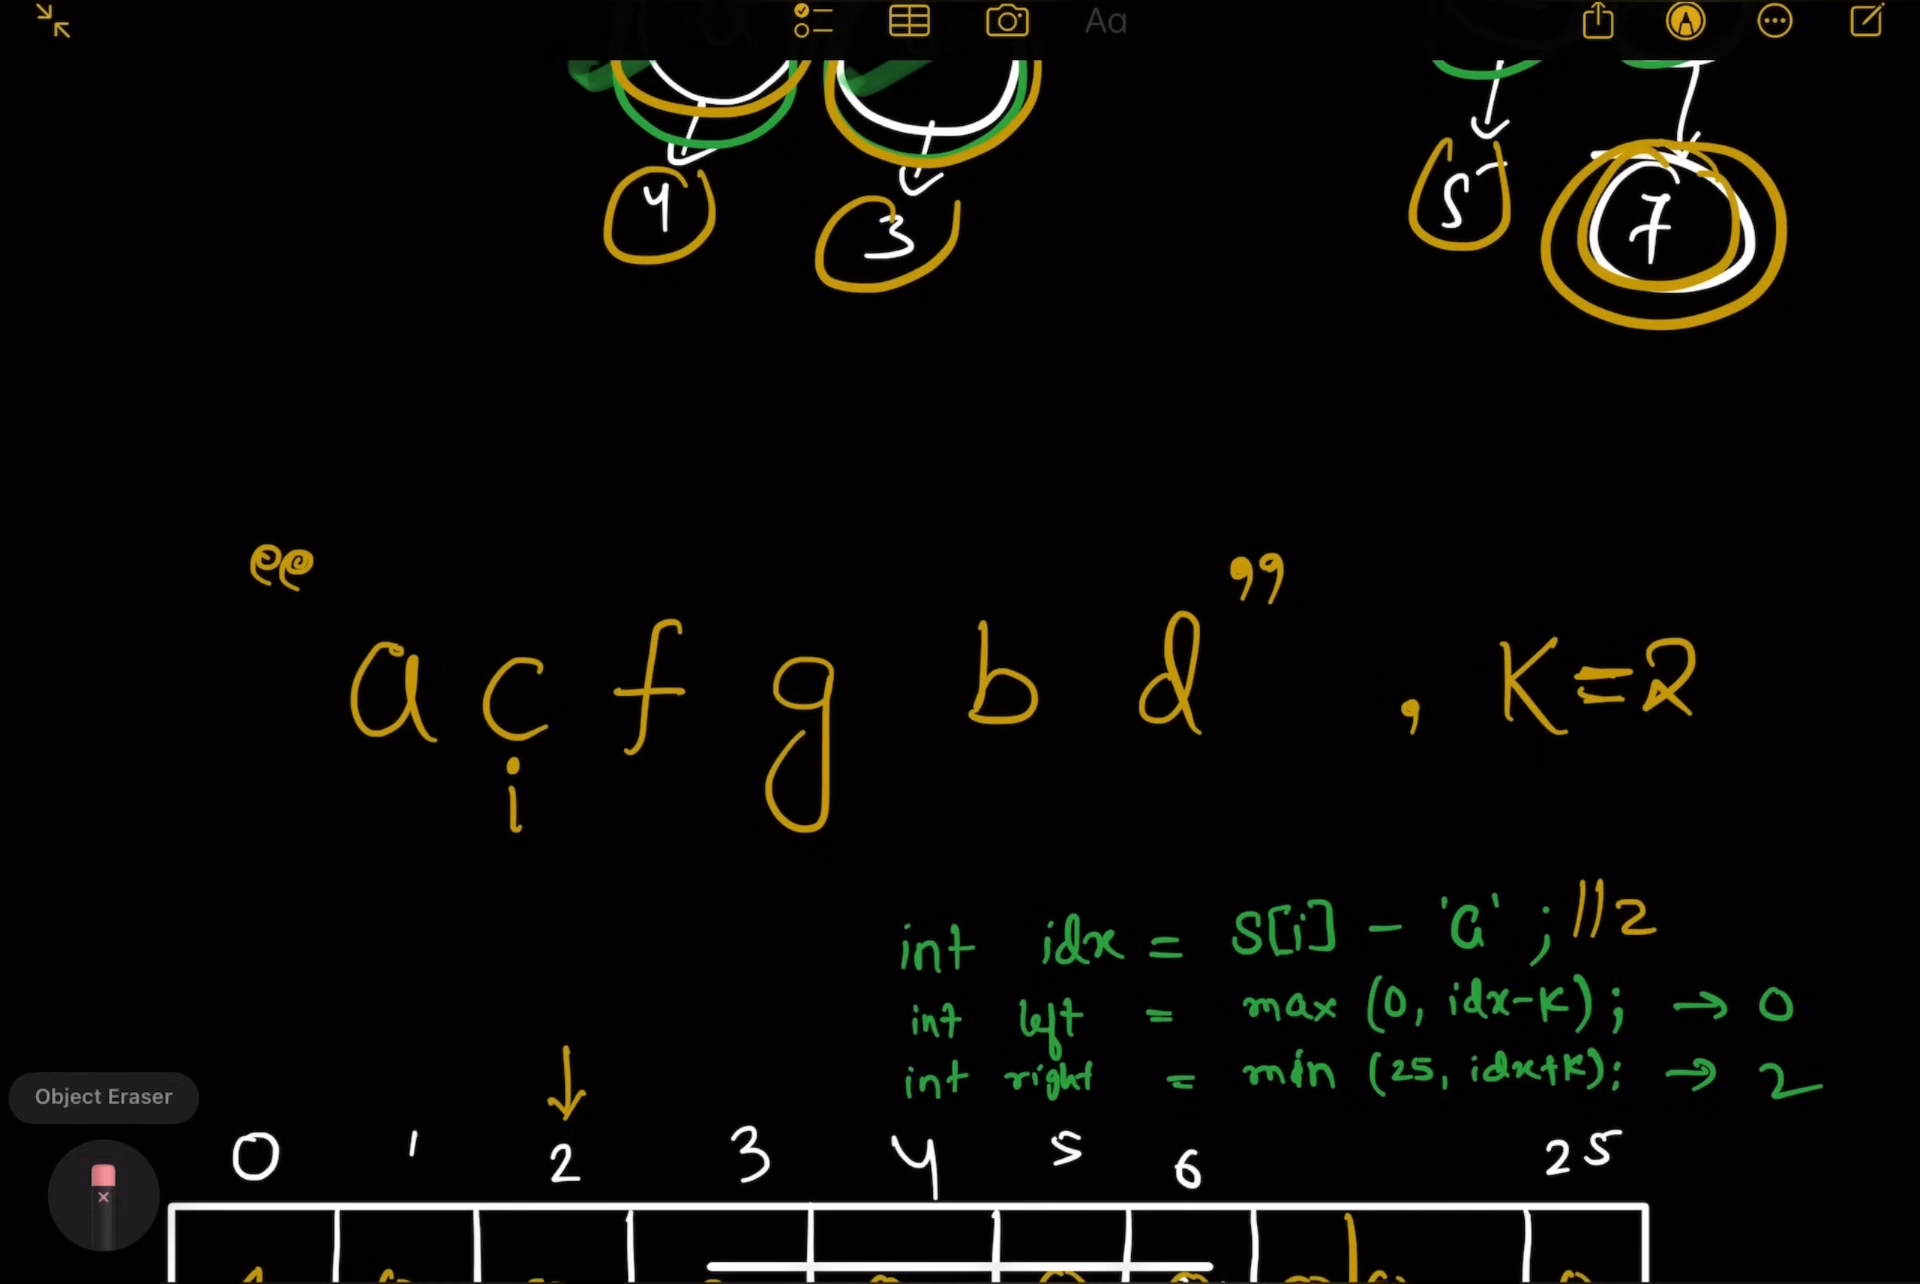 Aa
4 3 5 7
"a c f g b d" , K=2
i
int idx = S[i] - 'a' ; //2
int left = max (0, idx-K) ; → 0
int right = min (25, idx+K); → 2
Object Eraser
0 1 2 3 4 5 6 25